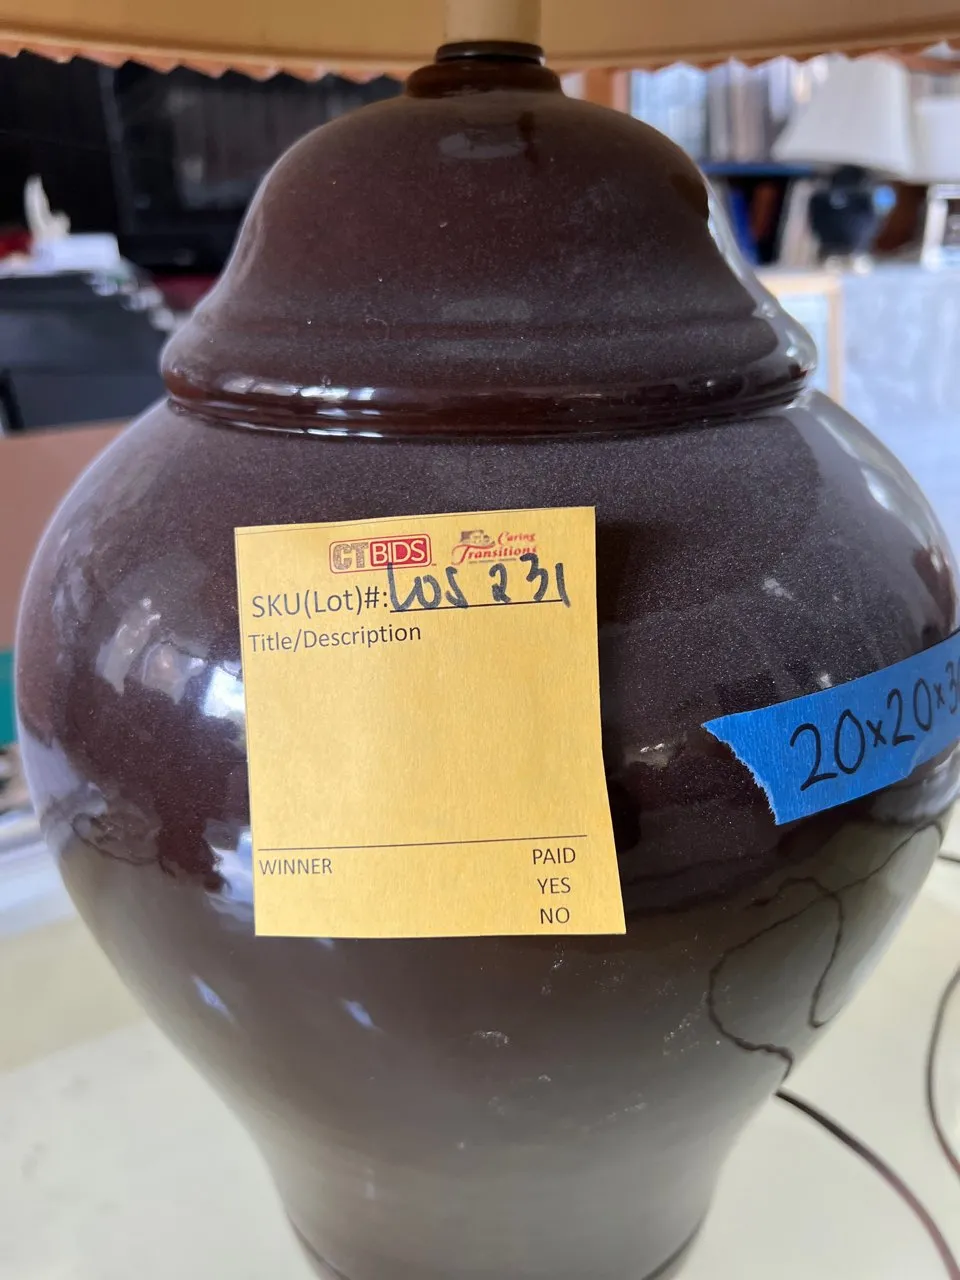 CTBIDS
Caring
Transitions
SKU(Lot)#: LOS 231
Title/Description
20x20x3
WINNER
PAID
YES
NO